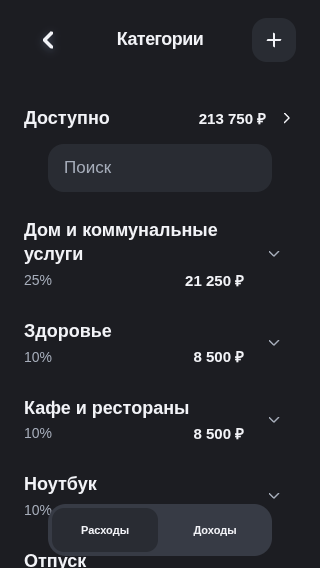 Категории
Доступно 213 750 ₽
Поиск
Дом и коммунальные
услуги
25% 21 250 ₽
Здоровье
10% 8 500 ₽
Кафе и рестораны
10% 8 500 ₽
Ноутбук
10%
Расходы Доходы
Отпуск